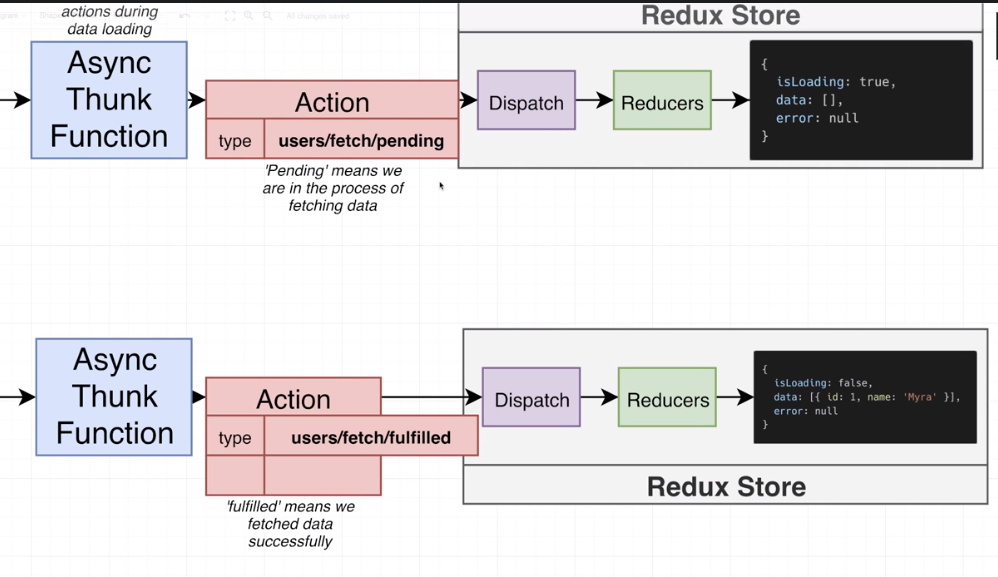 All changes saved
actions during
data loading
Redux Store
Async
Thunk
Function
Action
type users/fetch/pending
Dispatch
Reducers
{
isLoading: true,
data: [],
error: null
}
'Pending' means we
are in the process of
fetching data
Async
Thunk
Function
Action
type users/fetch/fulfilled
Dispatch
Reducers
{
isLoading: false,
data: [{ id: 1, name: 'Myra' }],
error: null
}
Redux Store
'fulfilled' means we
fetched data
successfully